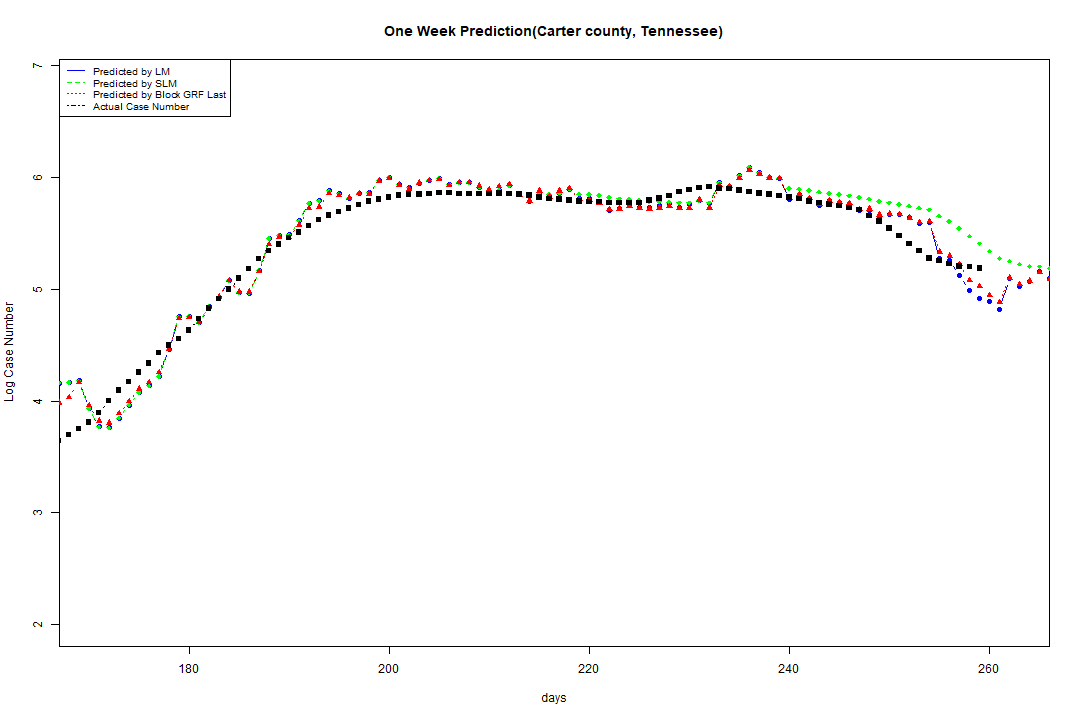 One Week Prediction(Carter county, Tennessee)
Predicted by LM
Predicted by SLM
Predicted by Block GRF Last
Actual Case Number
7
6
5
4
3
2
Log Case Number
180 200 220 240 260
days